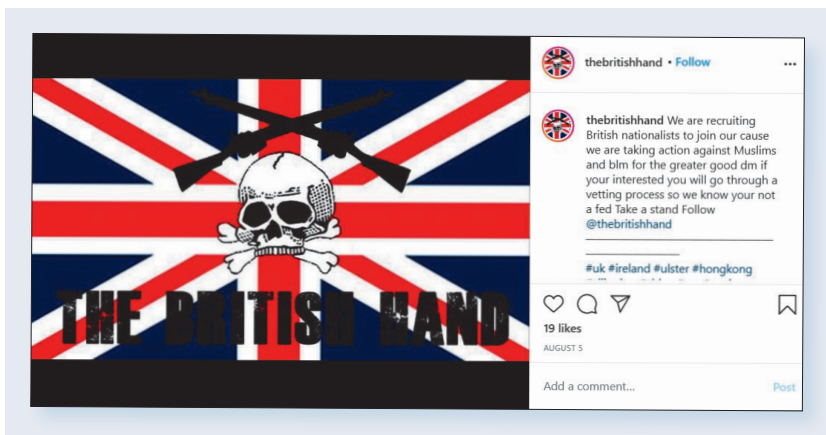 THE BRITISH HAND
thebritishhand • Follow
thebritishhand We are recruiting
British nationalists to join our cause
we are taking action against Muslims
and blm for the greater good dm if
your interested you will go through a
vetting process so we know your not
a fed Take a stand Follow
@thebritishhand
#uk #ireland #ulster #hongkong
19 likes
AUGUST 5
Add a comment...
Post